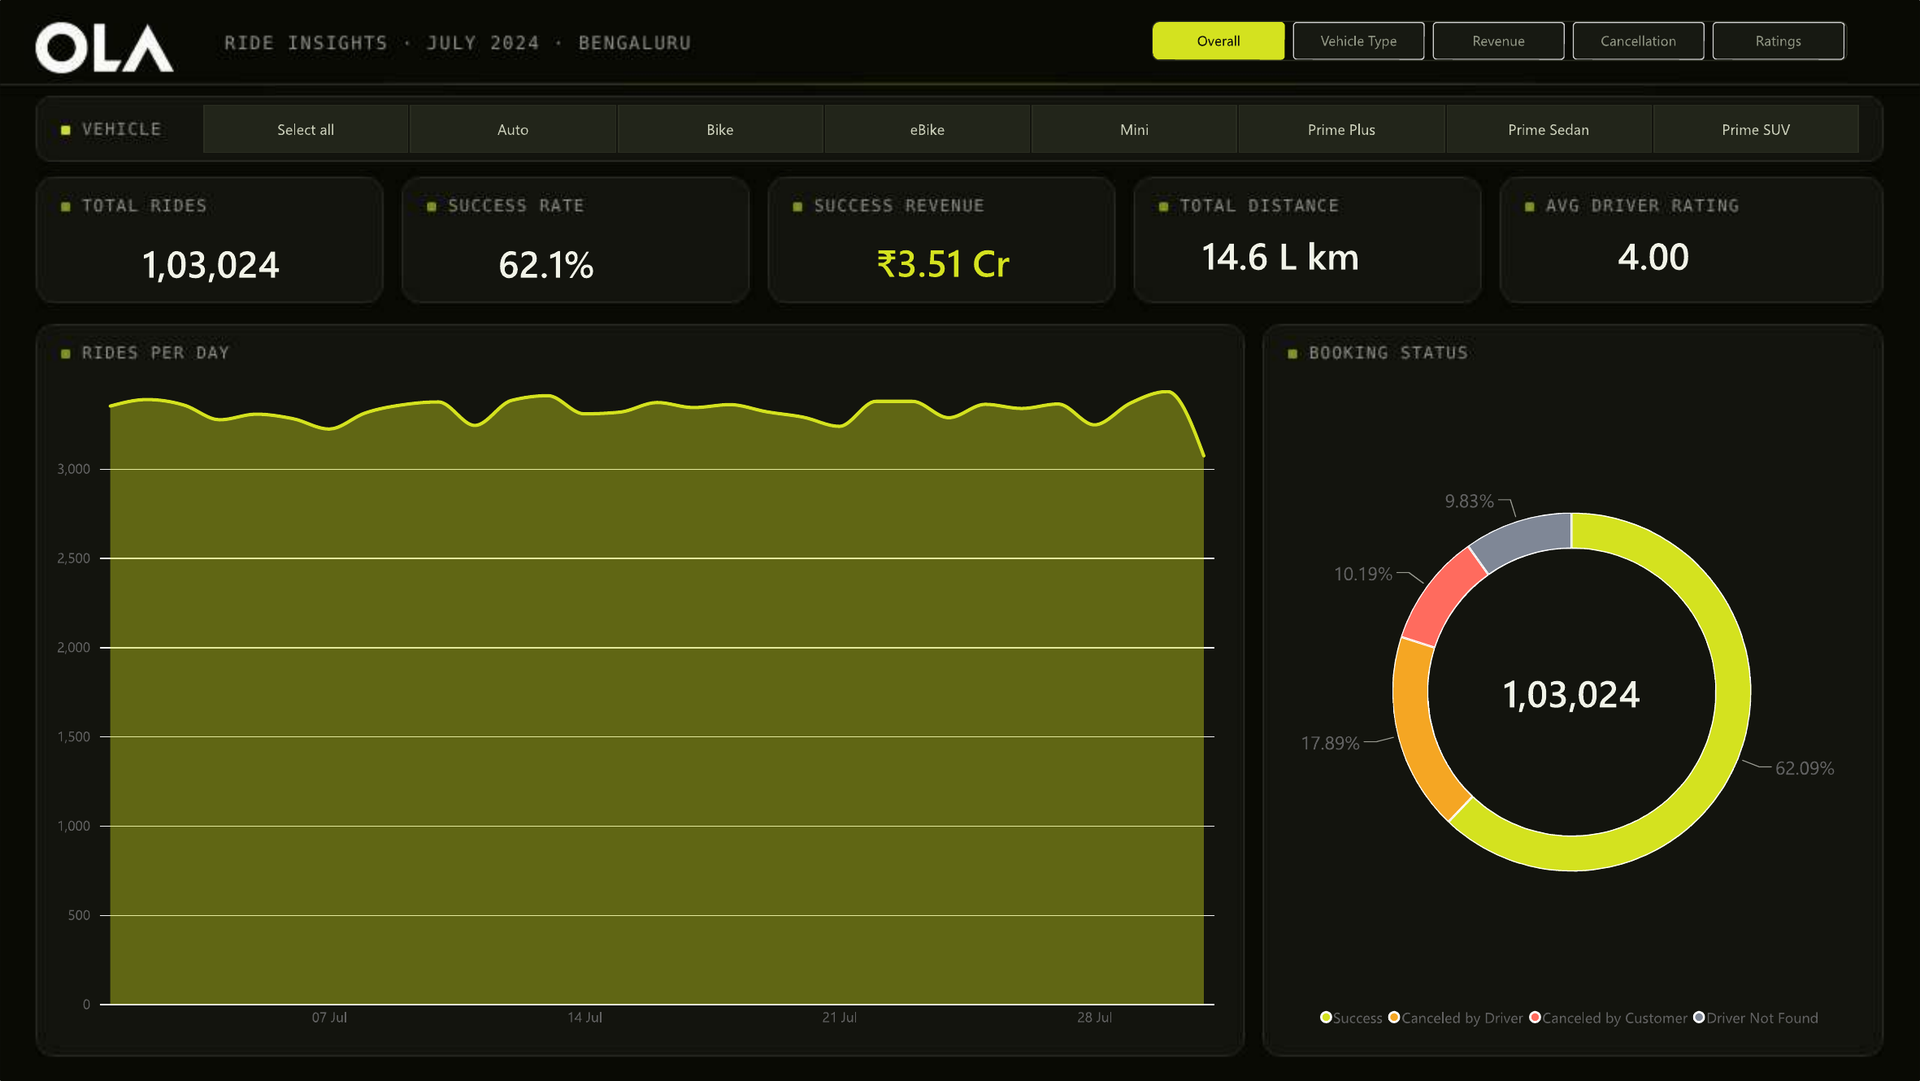 OLA
RIDE INSIGHTS · JULY 2024 · BENGALURU
Overall
Vehicle Type
Revenue
Cancellation
Ratings
VEHICLE
Select all
Auto
Bike
eBike
Mini
Prime Plus
Prime Sedan
Prime SUV
TOTAL RIDES
1,03,024
SUCCESS RATE
62.1%
SUCCESS REVENUE
₹3.51 Cr
TOTAL DISTANCE
14.6 L km
AVG DRIVER RATING
4.00
RIDES PER DAY
3,000
2,500
2,000
1,500
1,000
500
0
07 Jul
14 Jul
21 Jul
28 Jul
BOOKING STATUS
9.83%
10.19%
17.89%
62.09%
1,03,024
Success
Canceled by Driver
Canceled by Customer
Driver Not Found